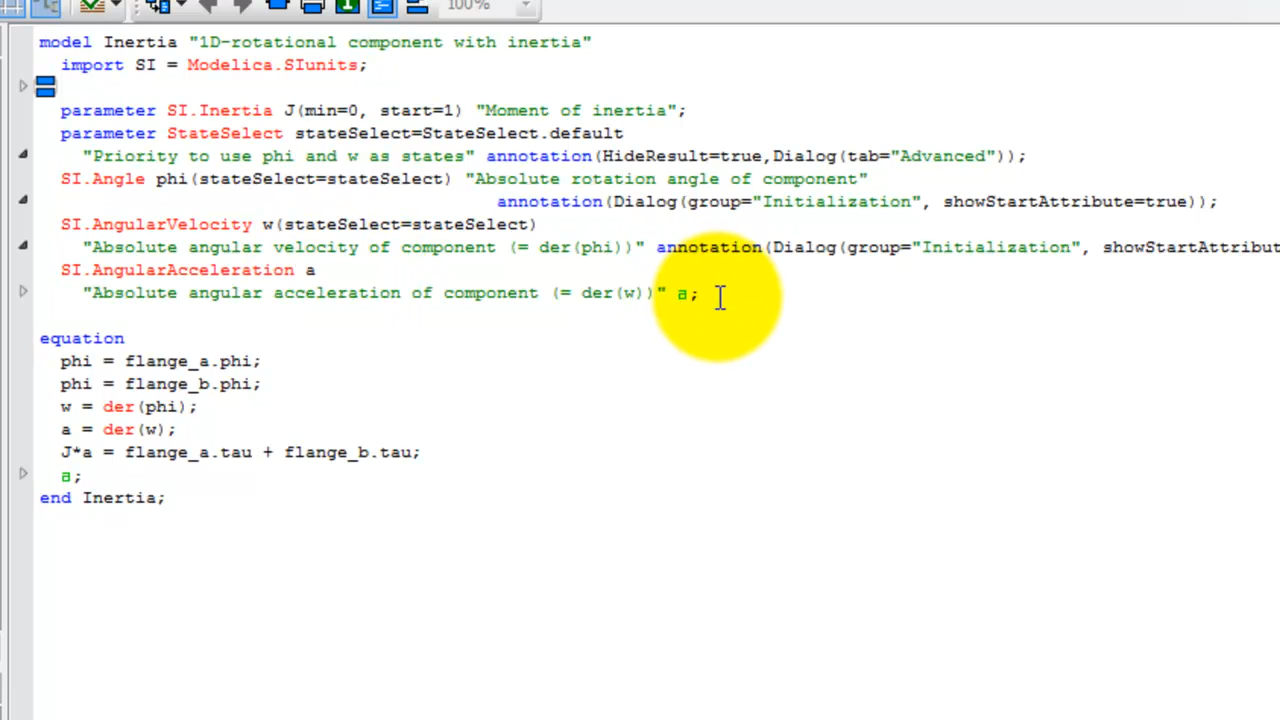 100%
model Inertia "1D-rotational component with inertia"
import SI = Modelica.SIunits;
parameter SI.Inertia J(min=0, start=1) "Moment of inertia";
parameter StateSelect stateSelect=StateSelect.default
"Priority to use phi and w as states" annotation(HideResult=true,Dialog(tab="Advanced"));
SI.Angle phi(stateSelect=stateSelect) "Absolute rotation angle of component"
annotation(Dialog(group="Initialization", showStartAttribute=true));
SI.AngularVelocity w(stateSelect=stateSelect)
"Absolute angular velocity of component (= der(phi))" annotation(Dialog(group="Initialization", showStartAttribut
SI.AngularAcceleration a
"Absolute angular acceleration of component (= der(w))" a;
equation
phi = flange_a.phi;
phi = flange_b.phi;
w = der(phi);
a = der(w);
J*a = flange_a.tau + flange_b.tau;
a;
end Inertia;